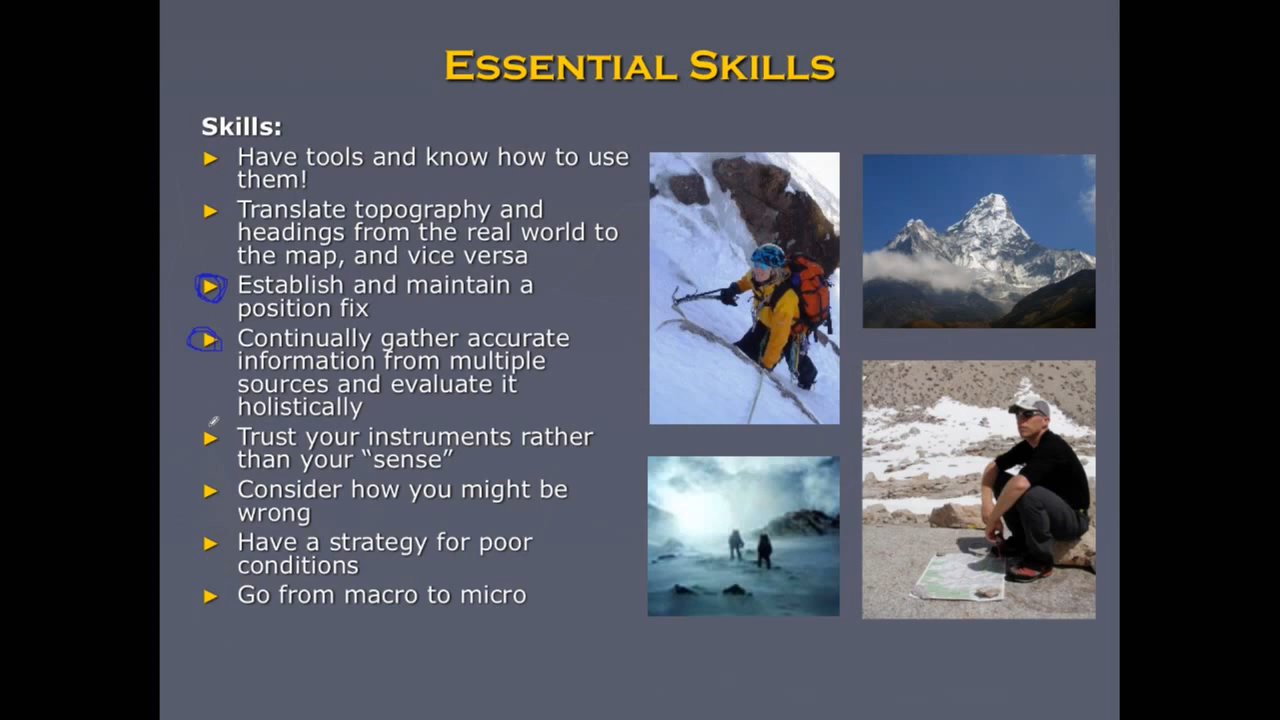 ESSENTIAL SKILLS
Skills:
► Have tools and know how to use
them!
► Translate topography and
headings from the real world to
the map, and vice versa
► Establish and maintain a
position fix
► Continually gather accurate
information from multiple
sources and evaluate it
holistically
► Trust your instruments rather
than your “sense”
► Consider how you might be
wrong
► Have a strategy for poor
conditions
► Go from macro to micro